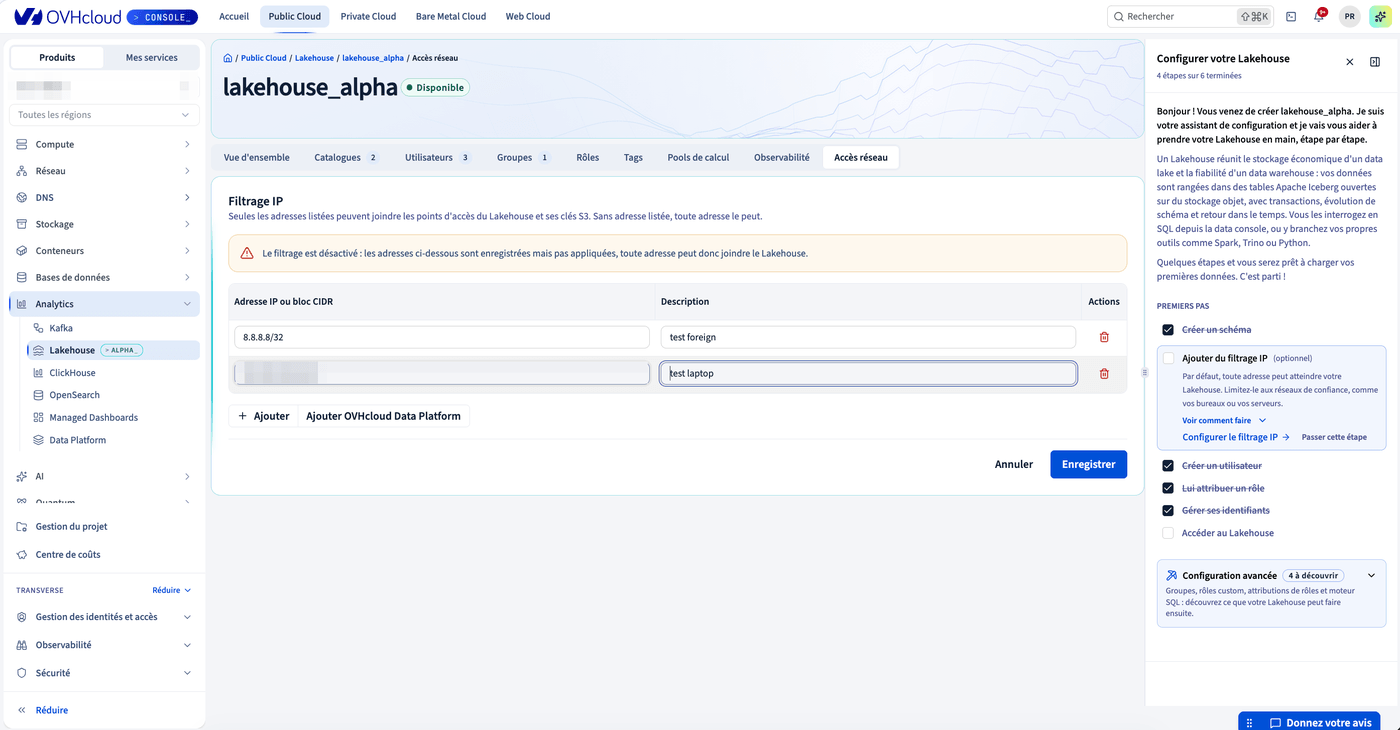 OVHcloud > CONSOLE_
Accueil Public Cloud Private Cloud Bare Metal Cloud Web Cloud
Rechercher ⇧⌘K
9+
PR
Produits Mes services
Toutes les régions
Compute
Réseau
DNS
Stockage
Conteneurs
Bases de données
Analytics
Kafka
Lakehouse > ALPHA_
ClickHouse
OpenSearch
Managed Dashboards
Data Platform
AI
Quantum
Gestion du projet
Centre de coûts
TRANSVERSE Réduire
Gestion des identités et accès
Observabilité
Sécurité
Réduire
/ Public Cloud / Lakehouse / lakehouse_alpha / Accès réseau
lakehouse_alpha Disponible
Vue d'ensemble Catalogues 2 Utilisateurs 3 Groupes 1 Rôles Tags Pools de calcul Observabilité Accès réseau
Filtrage IP
Seules les adresses listées peuvent joindre les points d'accès du Lakehouse et ses clés S3. Sans adresse listée, toute adresse le peut.
Le filtrage est désactivé : les adresses ci-dessous sont enregistrées mais pas appliquées, toute adresse peut donc joindre le Lakehouse.
Adresse IP ou bloc CIDR Description Actions
8.8.8.8/32 test foreign
test laptop
+ Ajouter Ajouter OVHcloud Data Platform
Annuler Enregistrer
Configurer votre Lakehouse
4 étapes sur 6 terminées
Bonjour ! Vous venez de créer lakehouse_alpha. Je suis
votre assistant de configuration et je vais vous aider à
prendre votre Lakehouse en main, étape par étape.
Un Lakehouse réunit le stockage économique d'un data
lake et la fiabilité d'un data warehouse : vos données
sont rangées dans des tables Apache Iceberg ouvertes
sur du stockage objet, avec transactions, évolution de
schéma et retour dans le temps. Vous les interrogez en
SQL depuis la data console, ou y branchez vos propres
outils comme Spark, Trino ou Python.
Quelques étapes et vous serez prêt à charger vos
premières données. C'est parti !
PREMIERS PAS
Créer un schéma
Ajouter du filtrage IP (optionnel)
Par défaut, toute adresse peut atteindre votre
Lakehouse. Limitez-le aux réseaux de confiance, comme
vos bureaux ou vos serveurs.
Voir comment faire
Configurer le filtrage IP → Passer cette étape
Créer un utilisateur
Lui attribuer un rôle
Gérer ses identifiants
Accéder au Lakehouse
Configuration avancée 4 à découvrir
Groupes, rôles custom, attributions de rôles et moteur
SQL : découvrez ce que votre Lakehouse peut faire
ensuite.
Donnez votre avis